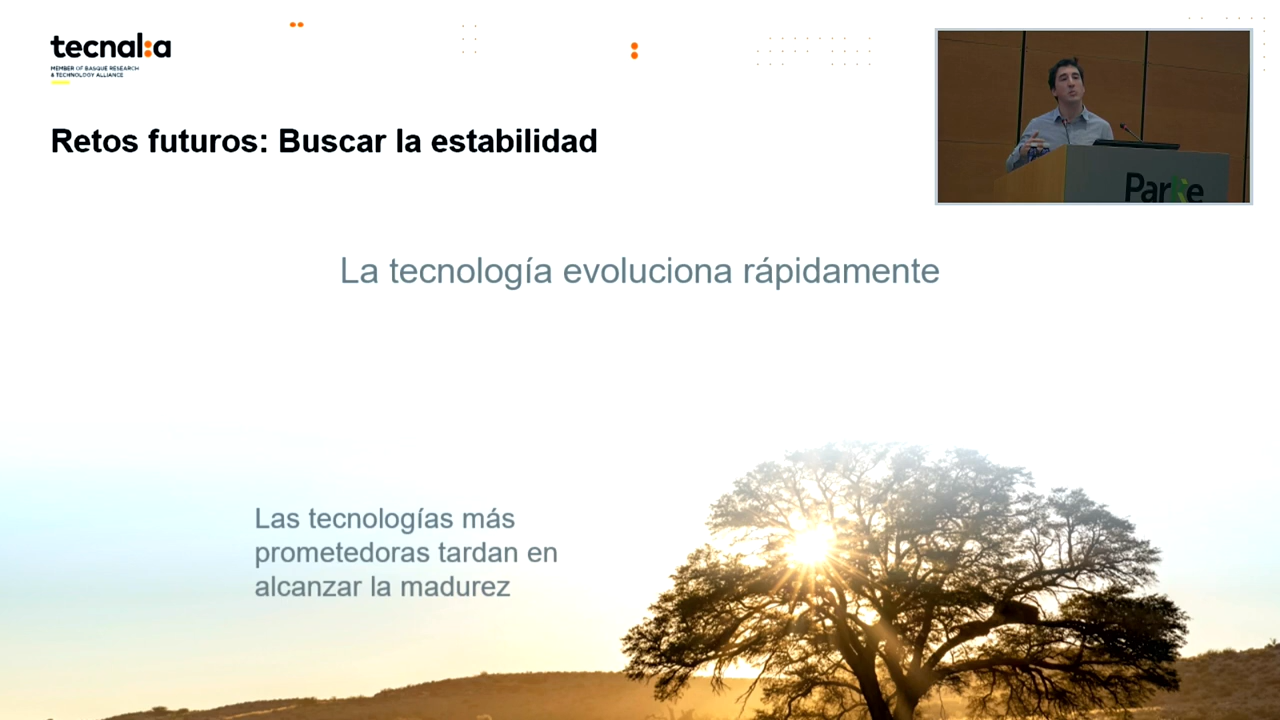 tecnal:a
MEMBER OF BASQUE RESEARCH
& TECHNOLOGY ALLIANCE
Retos futuros: Buscar la estabilidad
ParRe
La tecnología evoluciona rápidamente
Las tecnologías más
prometedoras tardan en
alcanzar la madurez